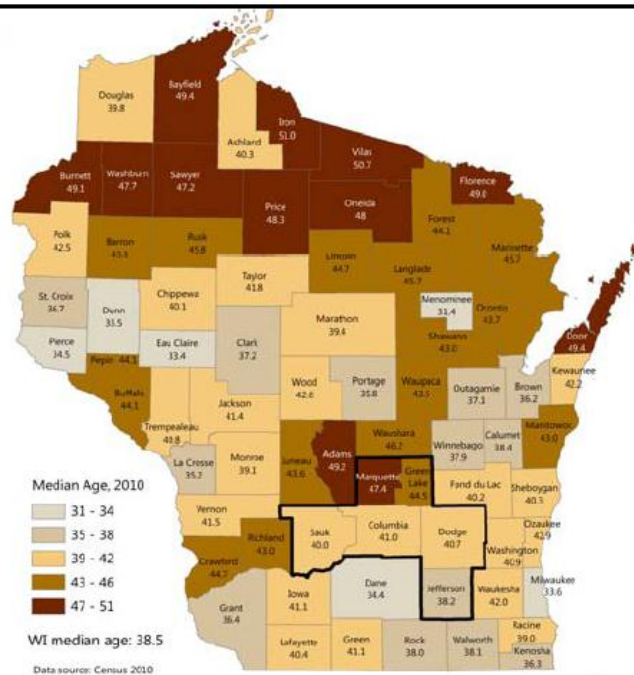 Bayfield
49.4
Douglas
39.8
Iron
51.0
Ashland
40.3
Vilas
50.7
Burnett
49.1
Washburn
47.7
Sawyer
47.2
Florence
49.0
Price
48.3
Oneida
48
Forest
44.1
Polk
42.5
Barron
Rusk
45.8
Lincoln
44.7
Marinette
45.7
Langlade
45.7
Taylor
41.8
St. Croix
36.7
Dunn
Chippewa
40.1
Menominee
31.4
Oconto
43.7
Marathon
39.4
Pierce
34.5
Eau Claire
33.4
Clark
37.2
Shawano
43.0
Door
49.4
Pepin 44.1
Kewaunee
42.2
Buffalo
44.1
Jackson
41.4
Wood
Portage
35.8
Waupaca
Outagamie
37.1
Brown
36.2
Trempealeau
40.8
Manitowoc
43.0
Waushara
Winnebago
37.9
Calumet
38.4
La Crosse
35.2
Monroe
39.1
Juneau
43.6
Adams
49.2
Marquette
47.4
Green
Lake
44.5
Fond du Lac
40.2
Sheboygan
40.3
Vernon
41.5
Richland
43.0
Sauk
40.0
Columbia
41.0
Dodge
40.7
Ozaukee
42.9
Washington
40.9
Crawford
Grant
36.4
Iowa
41.1
Dane
34.4
Jefferson
38.2
Waukesha
42.0
Milwaukee
33.6
Racine
39.0
Lafayette
40.4
Green
41.1
Rock
38.0
Walworth
38.1
Kenosha
36.3
Median Age, 2010
31 - 34
35 - 38
39 - 42
43 - 46
47 - 51
WI median age: 38.5
Data source: Census 2010